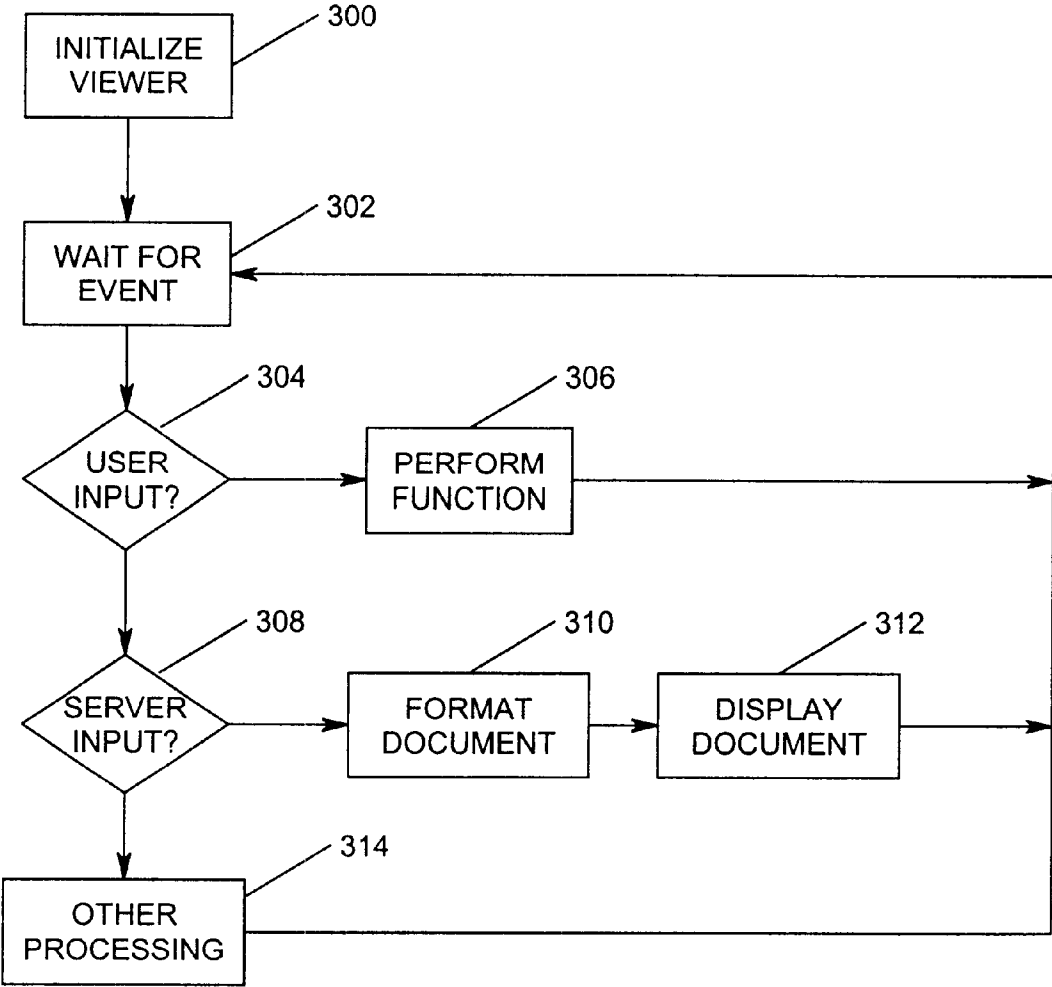 300
INITIALIZE
VIEWER
302
WAIT FOR
EVENT
304
USER
INPUT?
306
PERFORM
FUNCTION
308
SERVER
INPUT?
310
FORMAT
DOCUMENT
312
DISPLAY
DOCUMENT
314
OTHER
PROCESSING